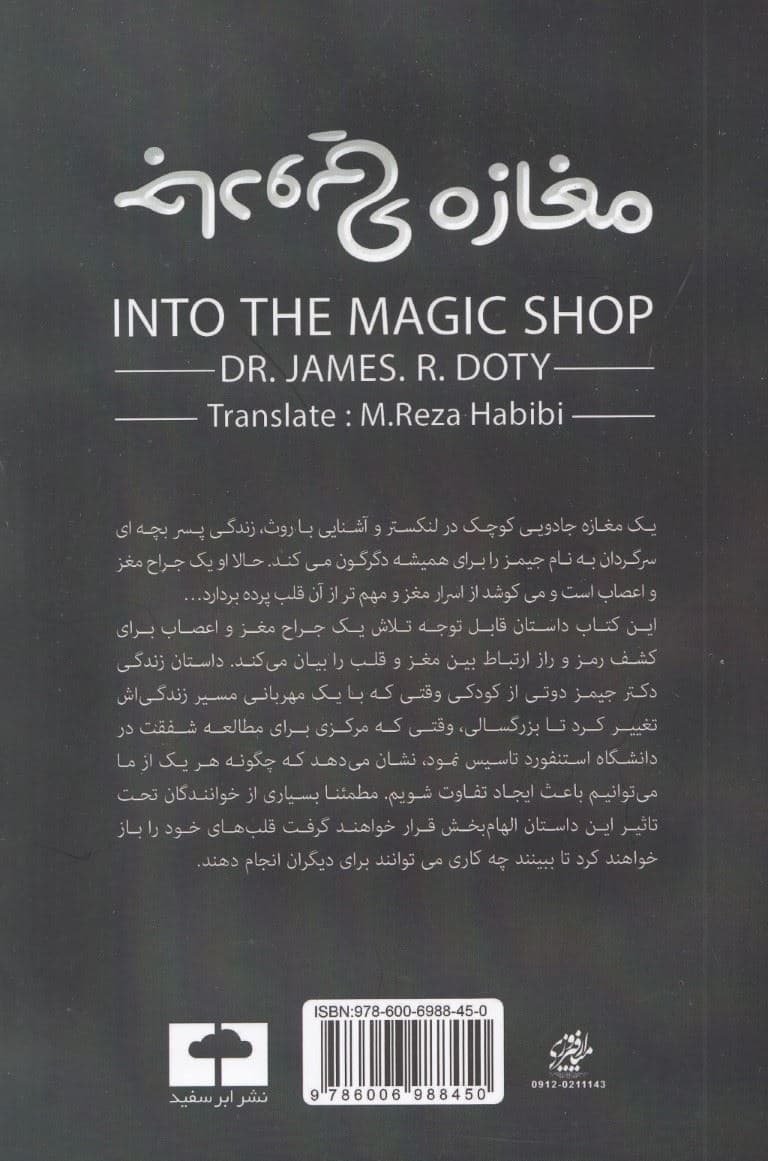 مغازه
INTO THE MAGIC SHOP
DR. JAMES. R. DOTY
Translate : M.Reza Habibi
یک مغازه جادویی کوچک در لنکستر و آشنایی با روث، زندگی پسر بچه ای
سرگردان به نام جیمز را برای همیشه دگرگون می کند. حالا او یک جراح مغز
و اعصاب است و می کوشد از اسرار مغز و مهم تر از آن قلب پرده بردارد...
این کتاب داستان قابل توجه تلاش یک جراح مغز و اعصاب برای
کشف رمز و راز ارتباط بین مغز و قلب را بیان می‌کند. داستان زندگی
دکتر جیمز دوتی از کودکی وقتی که با یک مهربانی مسیر زندگی‌اش
تغییر کرد تا بزرگسالی، وقتی که مرکزی برای مطالعه شفقت در
دانشگاه استنفورد تاسیس نمود، نشان می‌دهد که چگونه هر یک از ما
می‌توانیم باعث ایجاد تفاوت شویم. مطمئنا بسیاری از خوانندگان تحت
تاثیر این داستان الهام‌بخش قرار خواهند گرفت قلب‌های خود را باز
خواهند کرد تا ببینند چه کاری می توانند برای دیگران انجام دهند.
ISBN:978-600-6988-45-0
9 786006 988450
نشر ابر سفید
0912-0211143